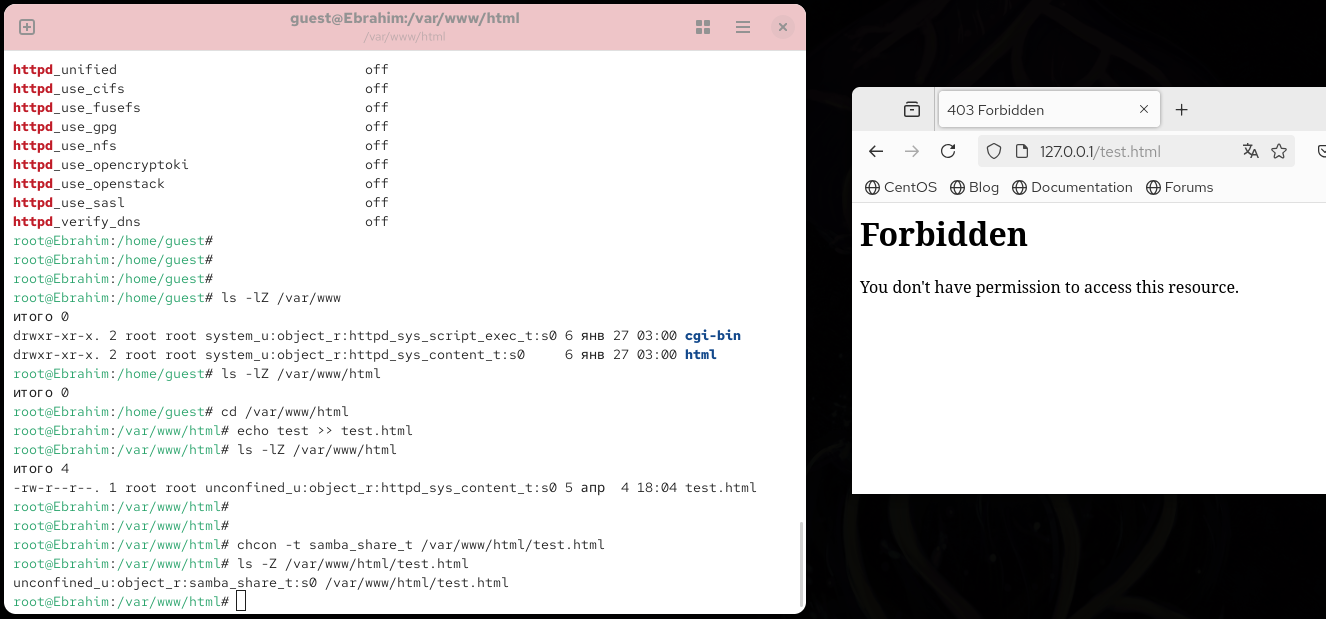 guest@Ebrahim:/var/www/html
/var/www/html
httpd_unified off
httpd_use_cifs off
httpd_use_fusefs off
httpd_use_gpg off
httpd_use_nfs off
httpd_use_opencryptoki off
httpd_use_openstack off
httpd_use_sasl off
httpd_verify_dns off
root@Ebrahim:/home/guest#
root@Ebrahim:/home/guest#
root@Ebrahim:/home/guest#
root@Ebrahim:/home/guest# ls -lZ /var/www
итого 0
drwxr-xr-x. 2 root root system_u:object_r:httpd_sys_script_exec_t:s0 6 янв 27 03:00 cgi-bin
drwxr-xr-x. 2 root root system_u:object_r:httpd_sys_content_t:s0 6 янв 27 03:00 html
root@Ebrahim:/home/guest# ls -lZ /var/www/html
итого 0
root@Ebrahim:/home/guest# cd /var/www/html
root@Ebrahim:/var/www/html# echo test >> test.html
root@Ebrahim:/var/www/html# ls -lZ /var/www/html
итого 4
-rw-r--r--. 1 root root unconfined_u:object_r:httpd_sys_content_t:s0 5 апр  4 18:04 test.html
root@Ebrahim:/var/www/html#
root@Ebrahim:/var/www/html#
root@Ebrahim:/var/www/html# chcon -t samba_share_t /var/www/html/test.html
root@Ebrahim:/var/www/html# ls -Z /var/www/html/test.html
unconfined_u:object_r:samba_share_t:s0 /var/www/html/test.html
root@Ebrahim:/var/www/html#
403 Forbidden
127.0.0.1/test.html
CentOS Blog Documentation Forums
Forbidden
You don't have permission to access this resource.